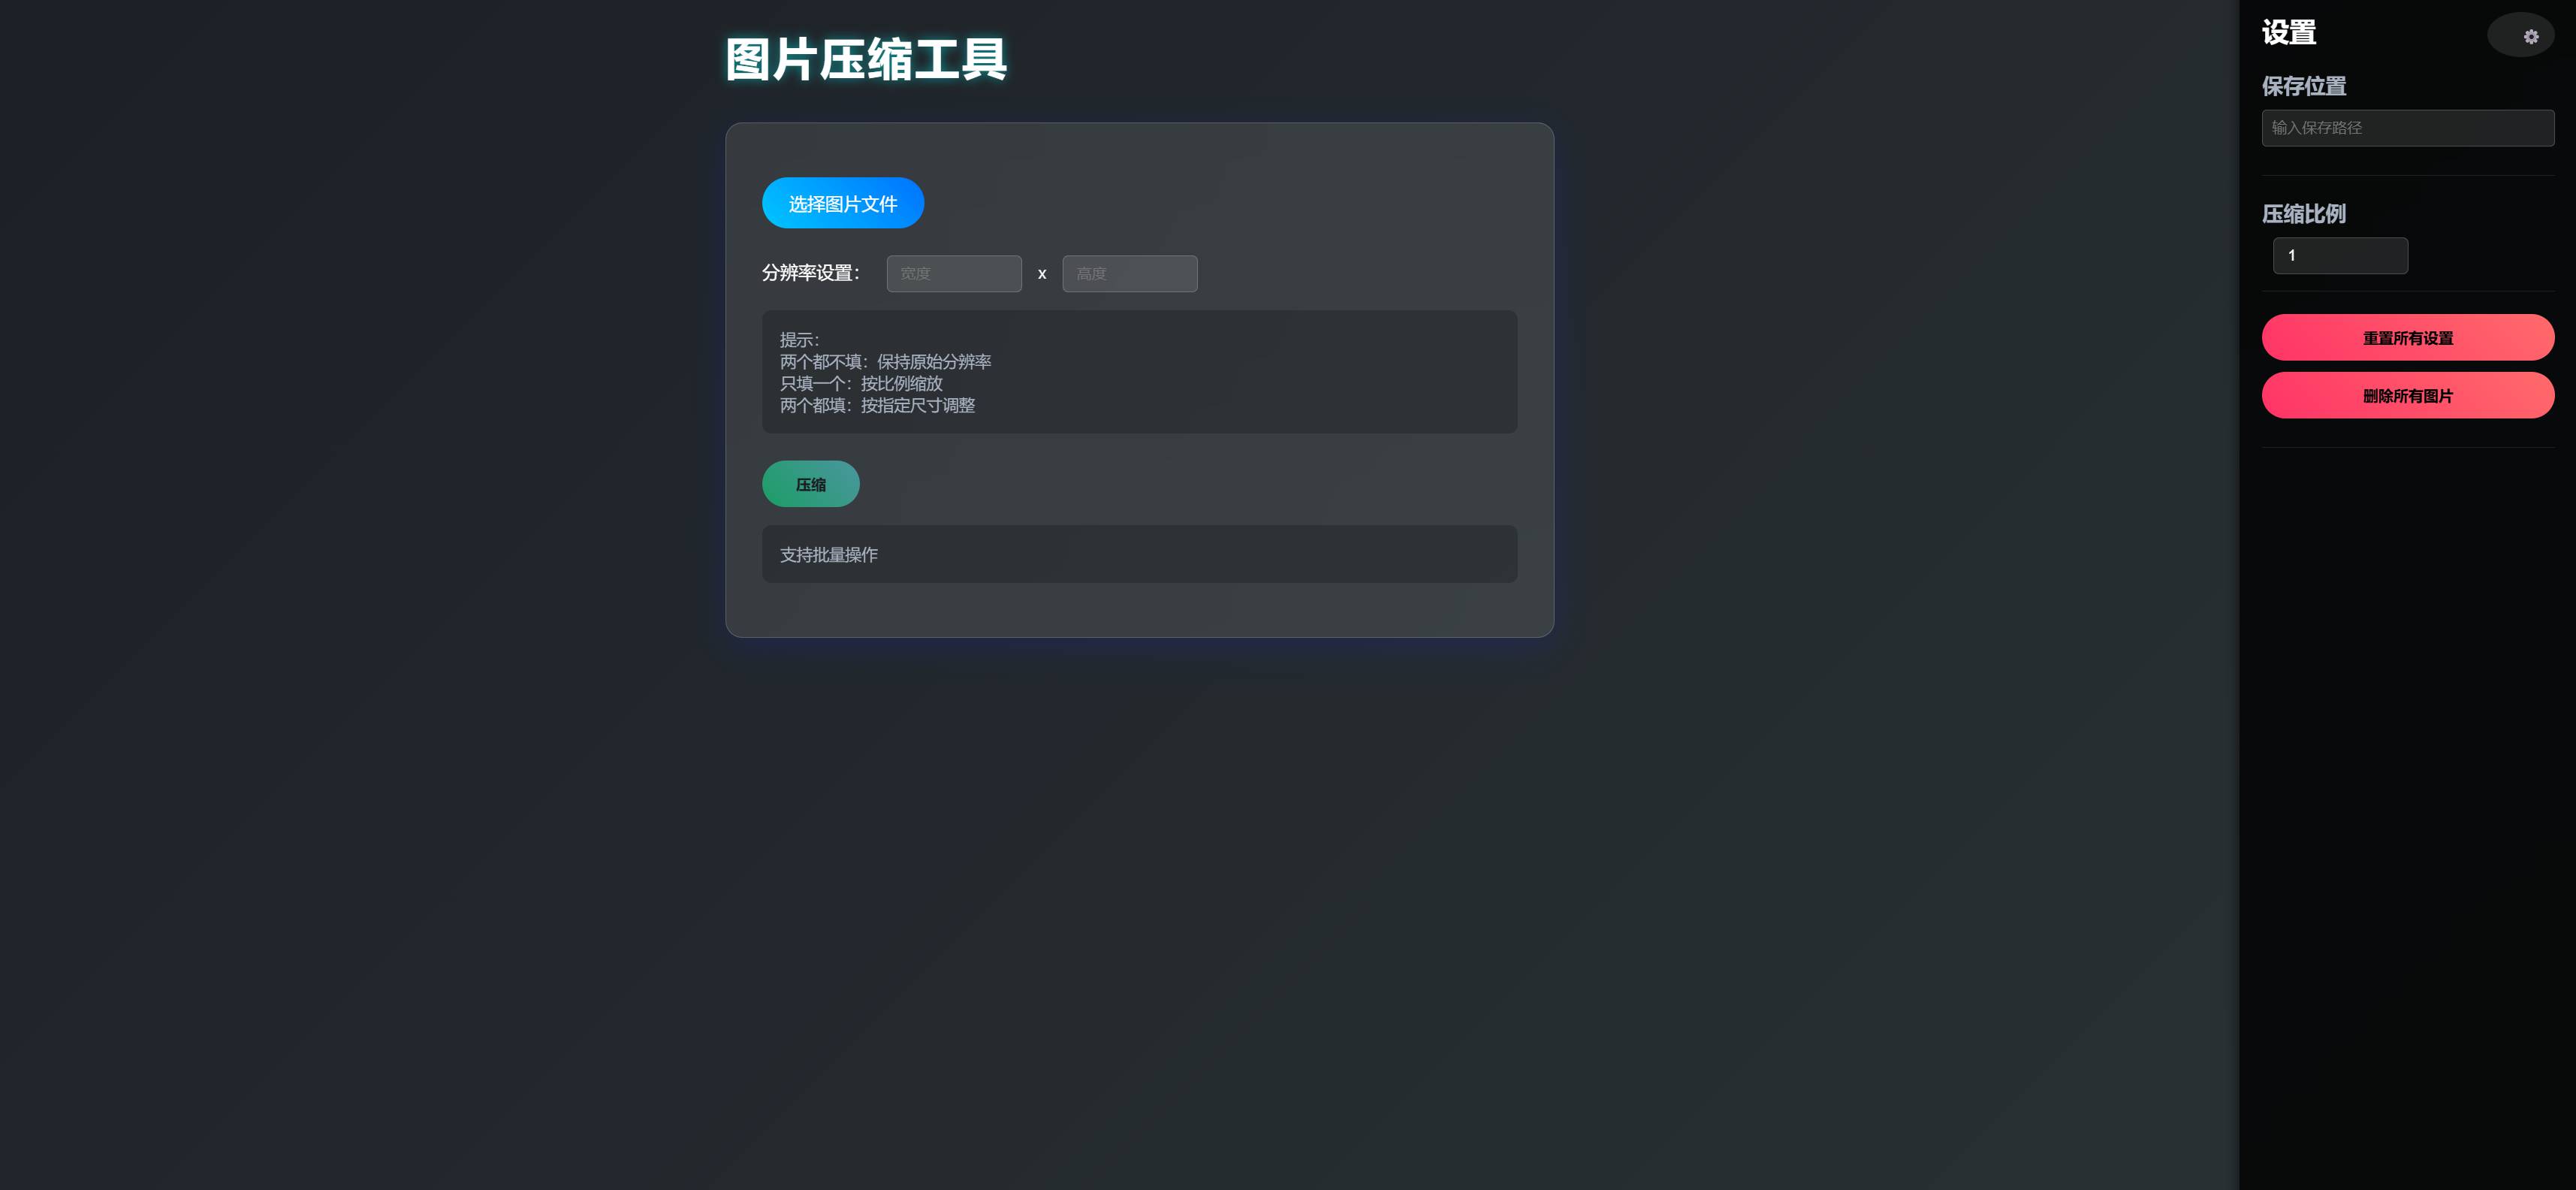 图片压缩工具
选择图片文件
分辨率设置：
宽度
x
高度
提示：
两个都不填：保持原始分辨率
只填一个：按比例缩放
两个都填：按指定尺寸调整
压缩
支持批量操作
设置
保存位置
输入保存路径
压缩比例
1
重置所有设置
删除所有图片